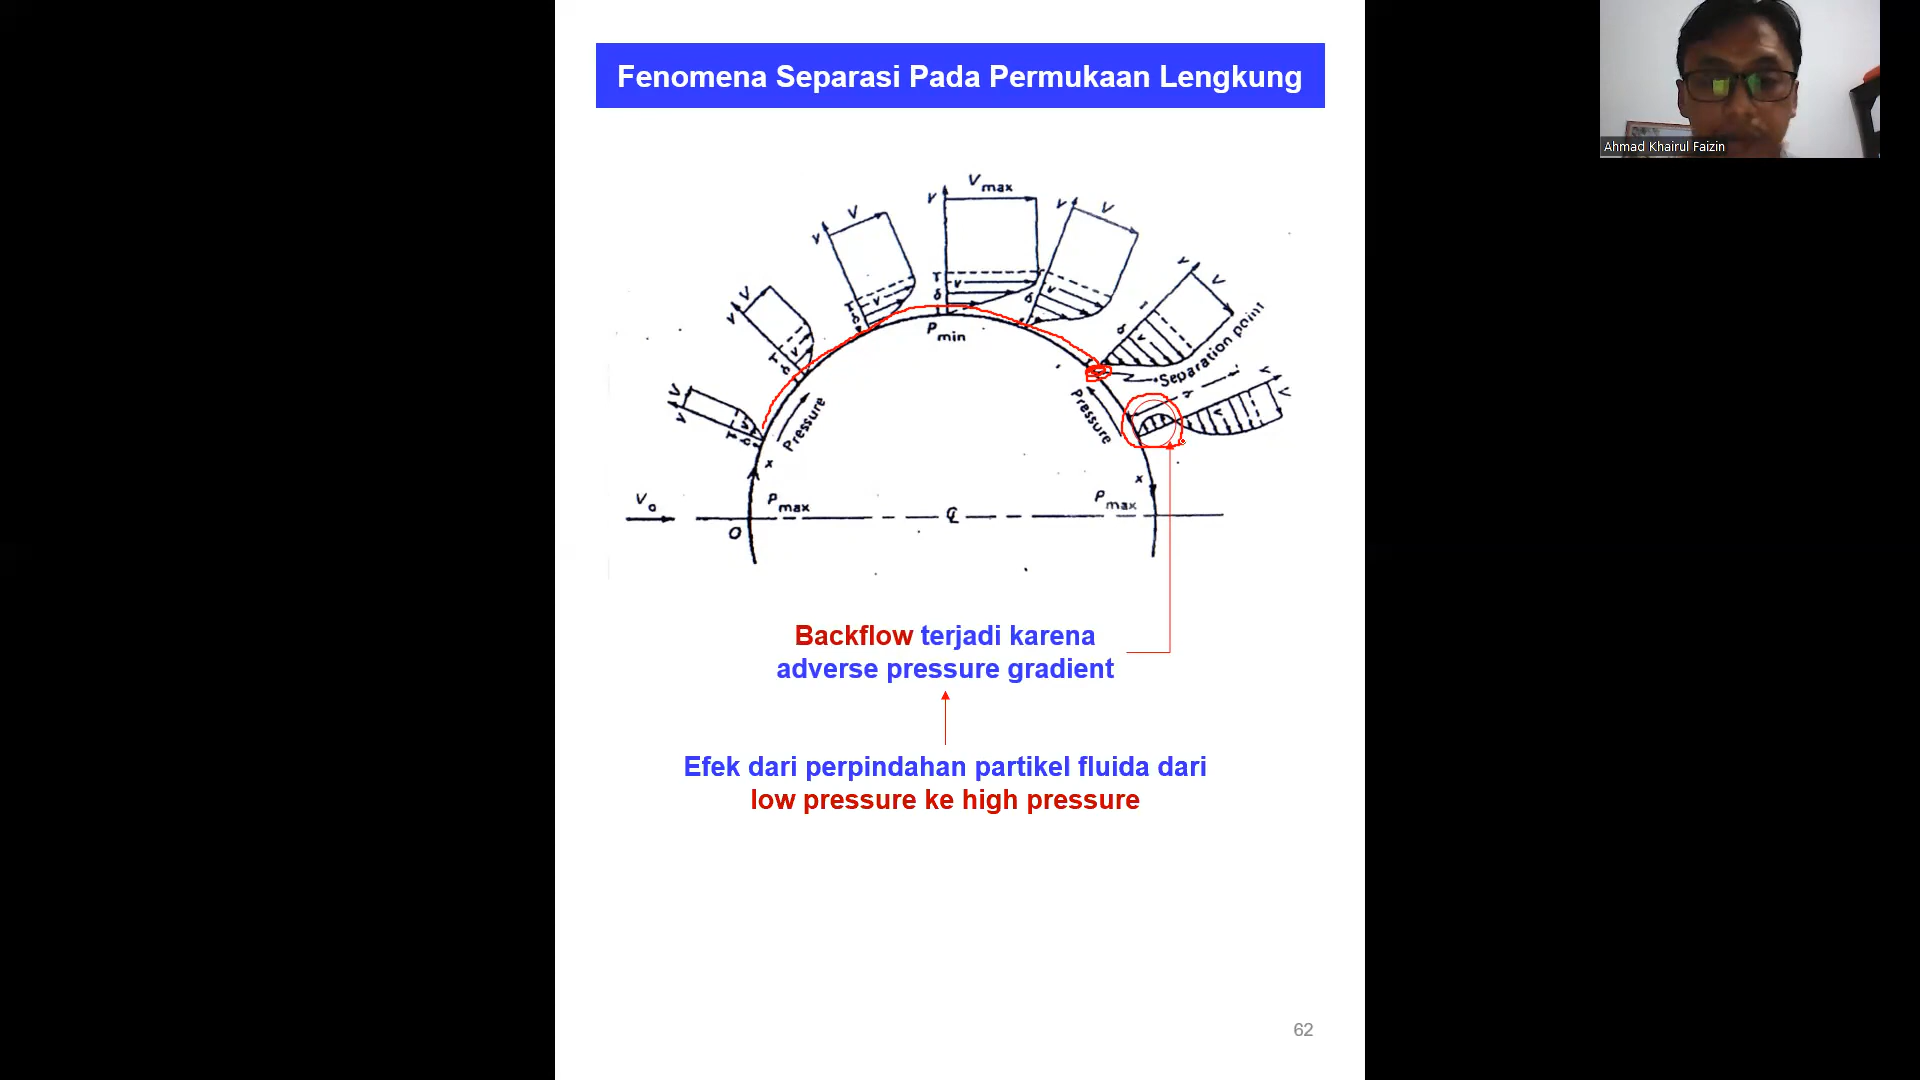 Fenomena Separasi Pada Permukaan Lengkung
Ahmad Khairul Faizin
V max
y
V
y
V
y
V
V
y
V
y
V
y
δ
V
y
V
y
P min
Separation point
Pressure
Pressure
x
x
V o
P max
P max
O
Backflow terjadi karena
adverse pressure gradient
Efek dari perpindahan partikel fluida dari
low pressure ke high pressure
62